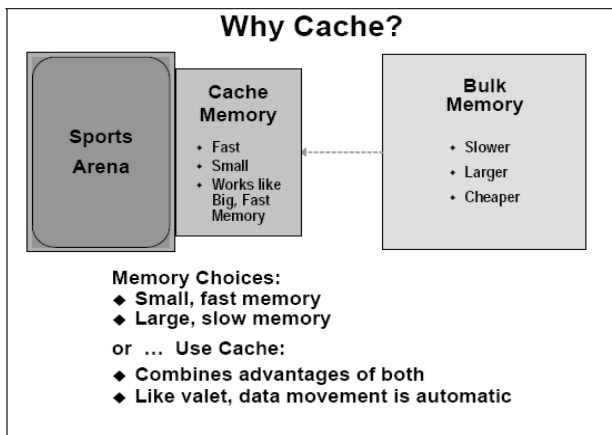 Why Cache?
Sports
Arena
Cache
Memory
• Fast
• Small
• Works like
Big, Fast
Memory
Bulk
Memory
• Slower
• Larger
• Cheaper
Memory Choices:
◆ Small, fast memory
◆ Large, slow memory
or ... Use Cache:
◆ Combines advantages of both
◆ Like valet, data movement is automatic